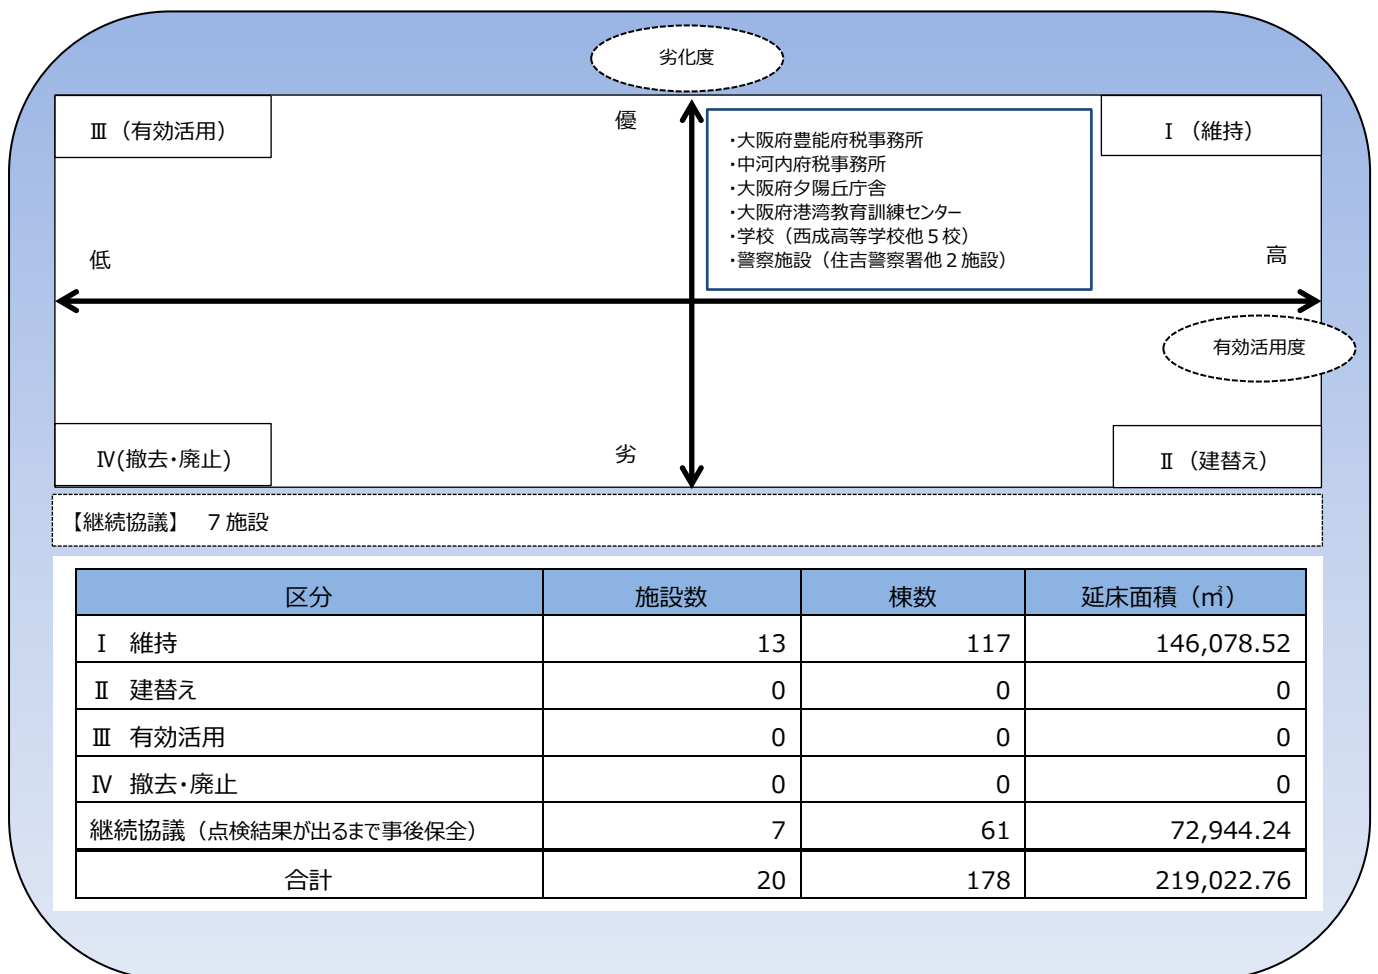 劣化度
Ⅲ（有効活用）
優
Ⅰ（維持）
・大阪府豊能府税事務所
・中河内府税事務所
・大阪府夕陽丘庁舎
・大阪府港湾教育訓練センター
・学校（西成高等学校他５校）
・警察施設（住吉警察署他２施設）
低
高
有効活用度
Ⅳ(撤去・廃止)
劣
Ⅱ（建替え）
【継続協議】　７施設
区分 施設数 棟数 延床面積（㎡）
Ⅰ　維持 13 117 146,078.52
Ⅱ　建替え 0 0 0
Ⅲ　有効活用 0 0 0
Ⅳ　撤去・廃止 0 0 0
継続協議（点検結果が出るまで事後保全） 7 61 72,944.24
合計 20 178 219,022.76